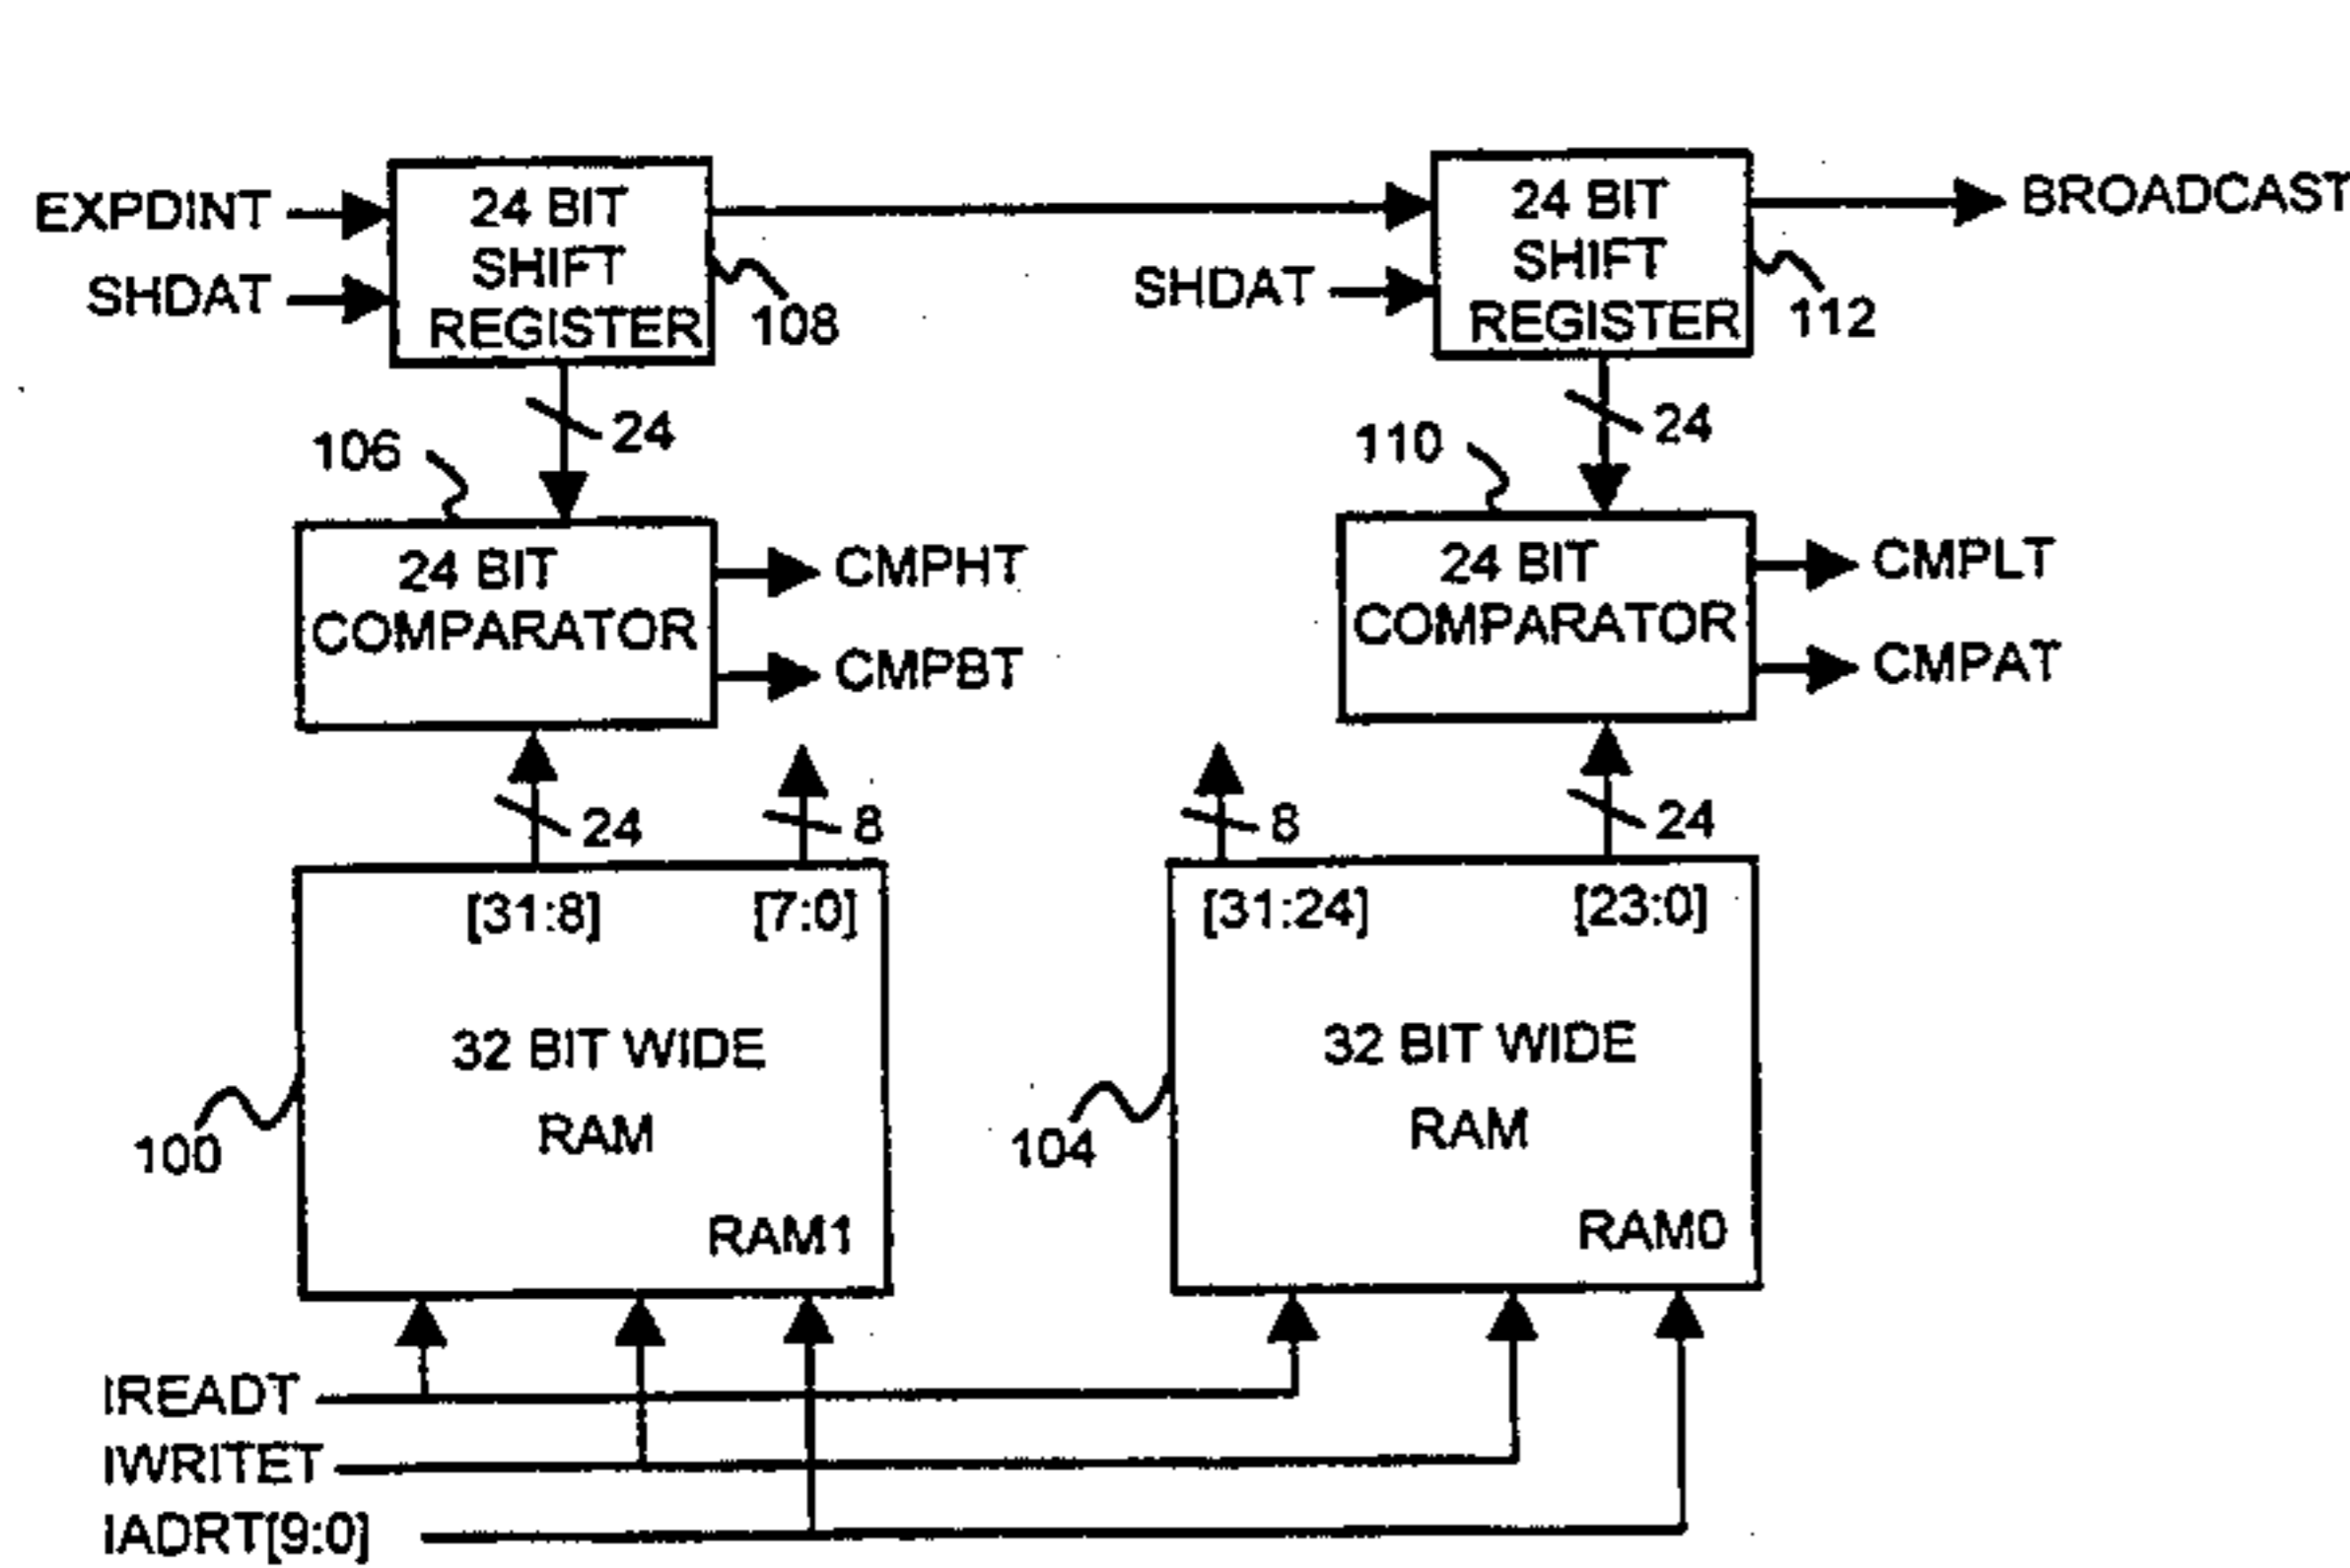 EXPDINT
SHDAT
24 BIT
SHIFT
REGISTER
108
SHDAT
24 BIT
SHIFT
REGISTER
112
BROADCAST
24
106
24 BIT
COMPARATOR
CMPHT
CMPBT
24
110
24 BIT
COMPARATOR
CMPLT
CMPAT
24
8
[31:8]
[7:0]
32 BIT WIDE
RAM
RAM1
100
8
24
[31:24]
[23:0]
32 BIT WIDE
RAM
RAM0
104
IREADT
IWRITET
IADRT[9:0]